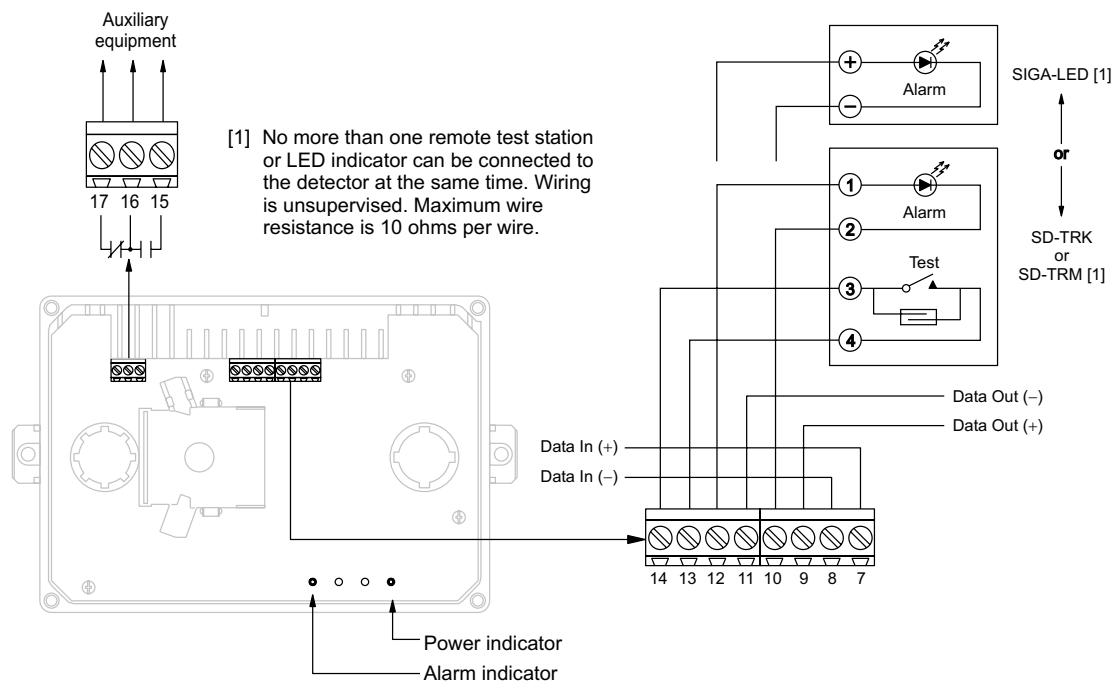 Auxiliary
equipment
17 16 15
[1] No more than one remote test station
or LED indicator can be connected to
the detector at the same time. Wiring
is unsupervised. Maximum wire
resistance is 10 ohms per wire.
+
Alarm
−
SIGA-LED [1]
or
SD-TRK
or
SD-TRM [1]
1
Alarm
2
Test
3
4
Data Out (−)
Data Out (+)
Data In (+)
Data In (−)
14 13 12 11 10 9 8 7
Power indicator
Alarm indicator